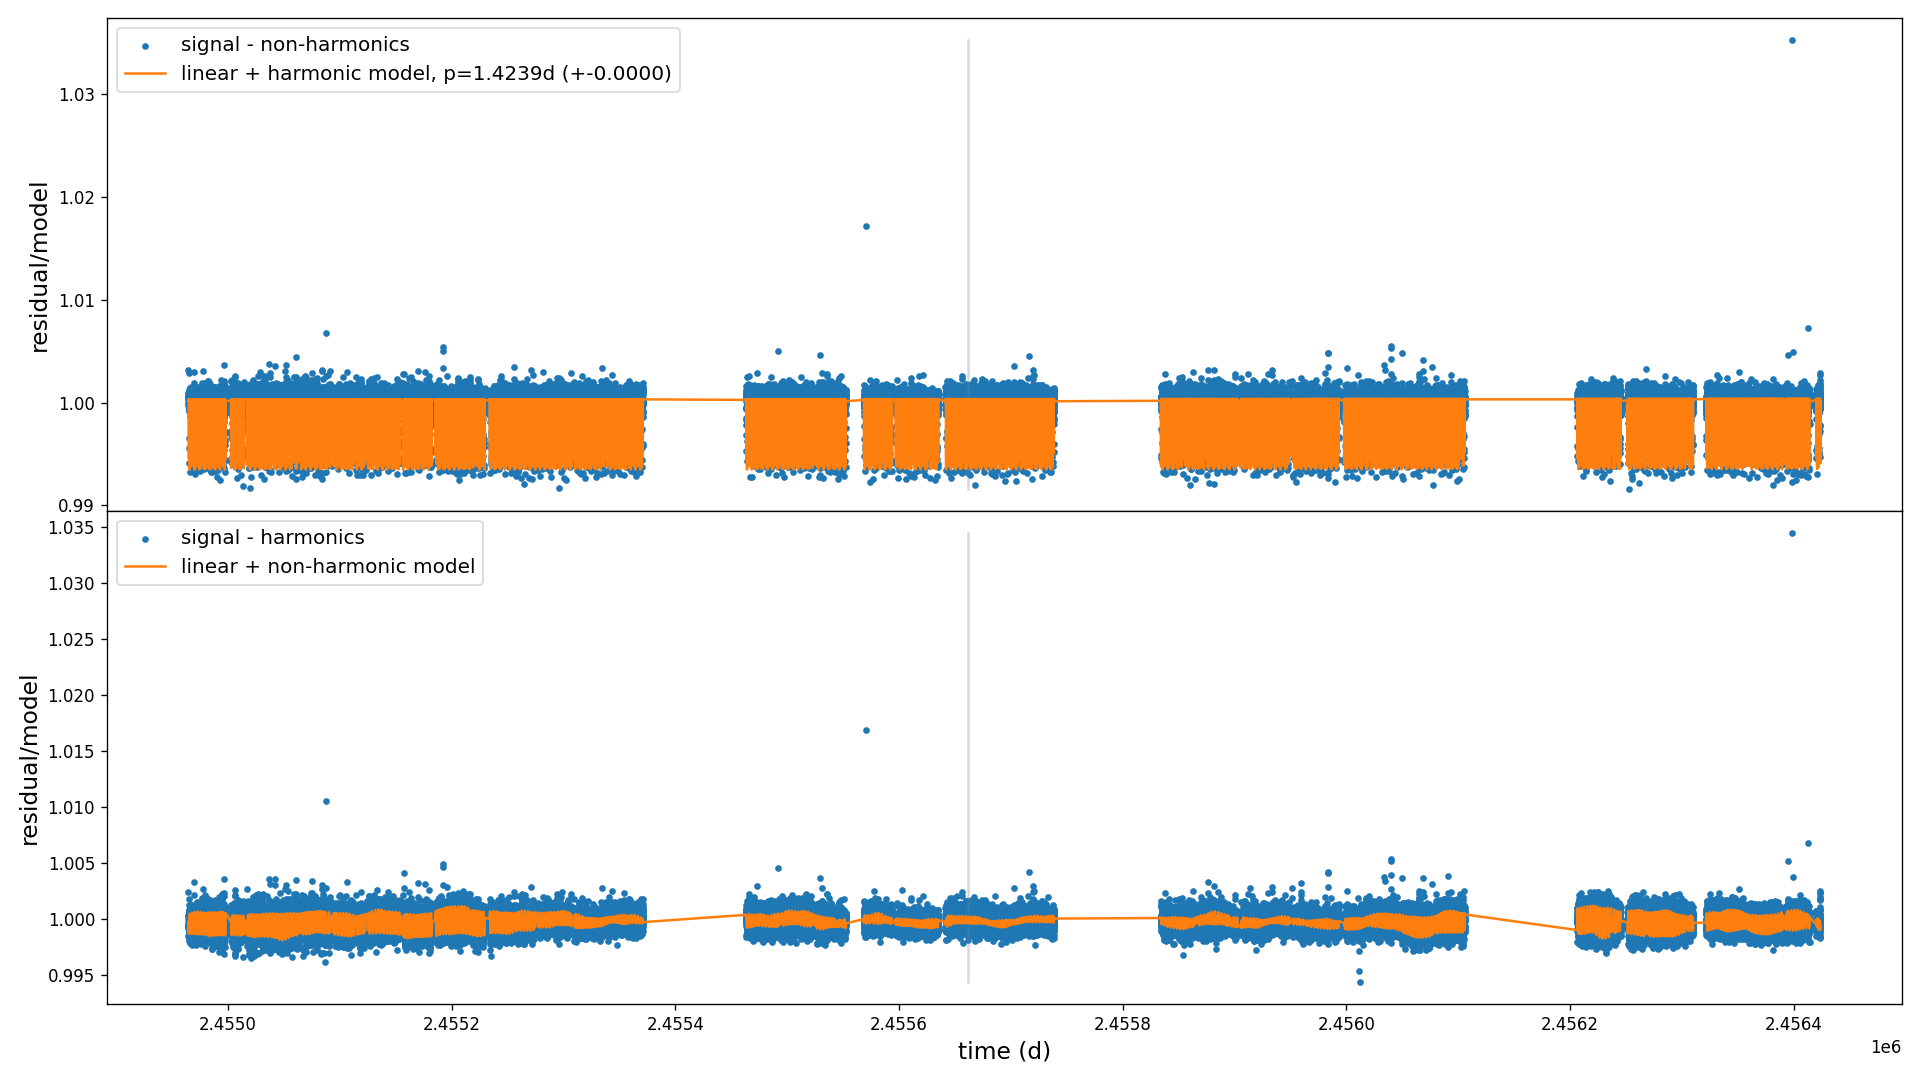 signal - non-harmonics
linear + harmonic model, p=1.4239d (+-0.0000)
residual/model
1.03
1.02
1.01
1.00
0.99
signal - harmonics
linear + non-harmonic model
residual/model
1.035
1.030
1.025
1.020
1.015
1.010
1.005
1.000
0.995
2.4550 2.4552 2.4554 2.4556 2.4558 2.4560 2.4562 2.4564
time (d)
1e6